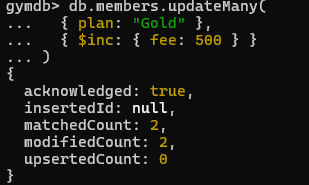 gymdb> db.members.updateMany(
...   { plan: "Gold" },
...   { $inc: { fee: 500 } }
... )
{
  acknowledged: true,
  insertedId: null,
  matchedCount: 2,
  modifiedCount: 2,
  upsertedCount: 0
}